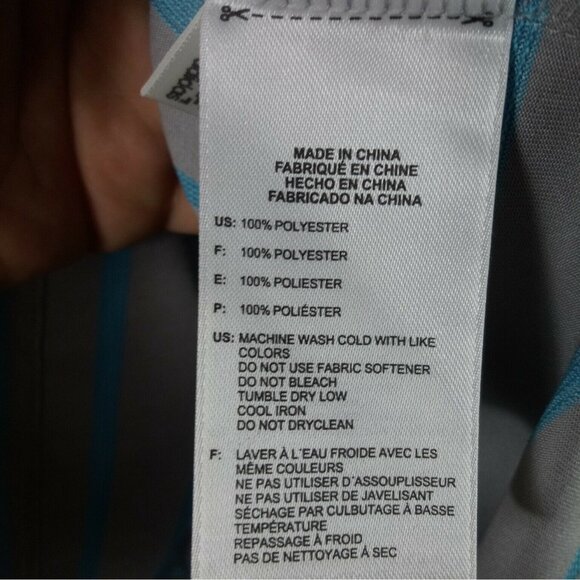 MADE IN CHINA
FABRIQUÉ EN CHINE
HECHO EN CHINA
FABRICADO NA CHINA
US: 100% POLYESTER
F: 100% POLYESTER
E: 100% POLIESTER
P: 100% POLIÉSTER
US: MACHINE WASH COLD WITH LIKE
COLORS
DO NOT USE FABRIC SOFTENER
DO NOT BLEACH
TUMBLE DRY LOW
COOL IRON
DO NOT DRYCLEAN
F: LAVER À L'EAU FROIDE AVEC LES
MÊME COULEURS
NE PAS UTILISER D'ASSOUPLISEUR
NE PAS UTILISER DE JAVELISANT
SÉCHAGE PAR CULBUTAGE À BASSE
TEMPÉRATURE
REPASSAGE À FROID
PAS DE NETTOYAGE À SEC